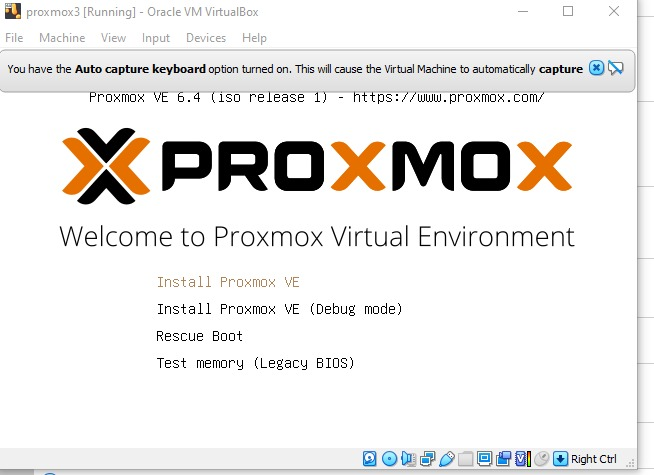 proxmox3 [Running] - Oracle VM VirtualBox
File Machine View Input Devices Help
You have the Auto capture keyboard option turned on. This will cause the Virtual Machine to automatically capture
Proxmox VE 6.4 (iso release 1) - https://www.proxmox.com/
PROXMOX
Welcome to Proxmox Virtual Environment
Install Proxmox VE
Install Proxmox VE (Debug mode)
Rescue Boot
Test memory (Legacy BIOS)
Right Ctrl